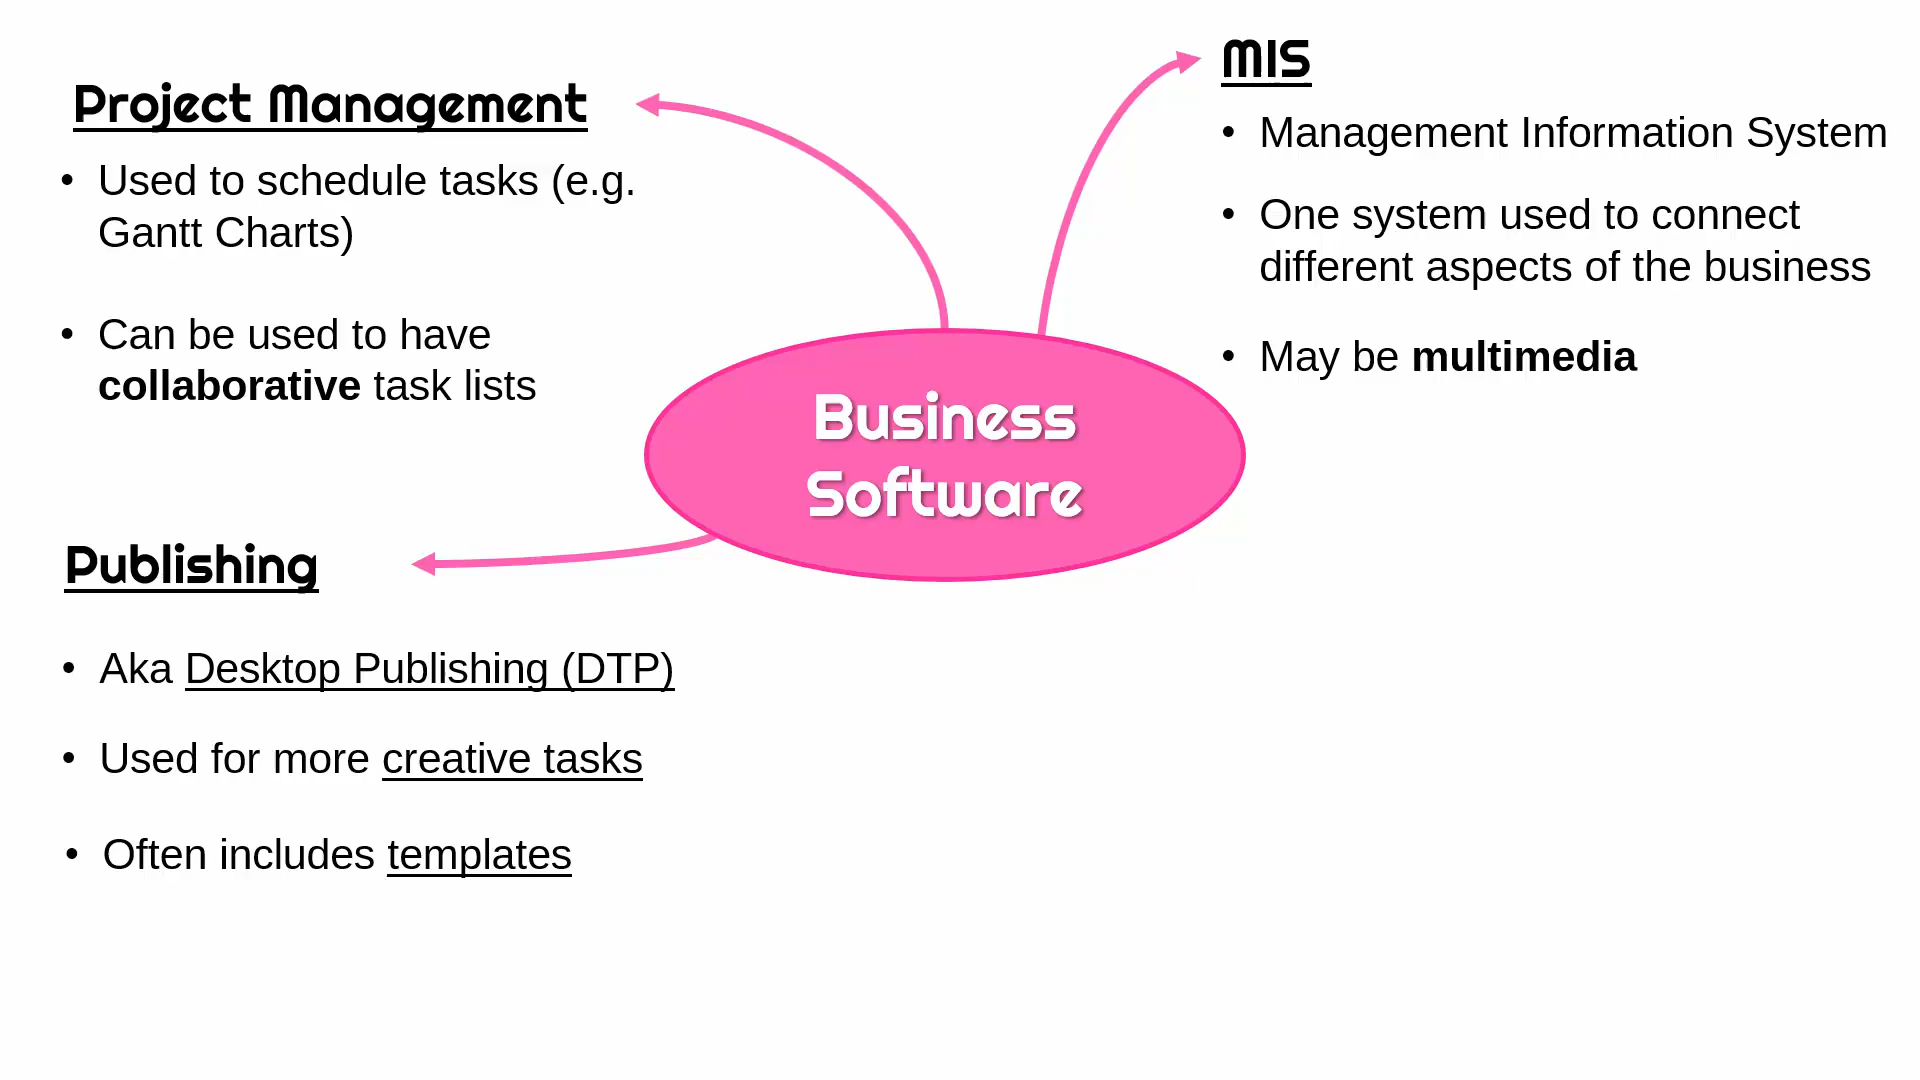 Project Management
• Used to schedule tasks (e.g.
Gantt Charts)
• Can be used to have
collaborative task lists
MIS
• Management Information System
• One system used to connect
different aspects of the business
• May be multimedia
Business
Software
Publishing
• Aka Desktop Publishing (DTP)
• Used for more creative tasks
• Often includes templates